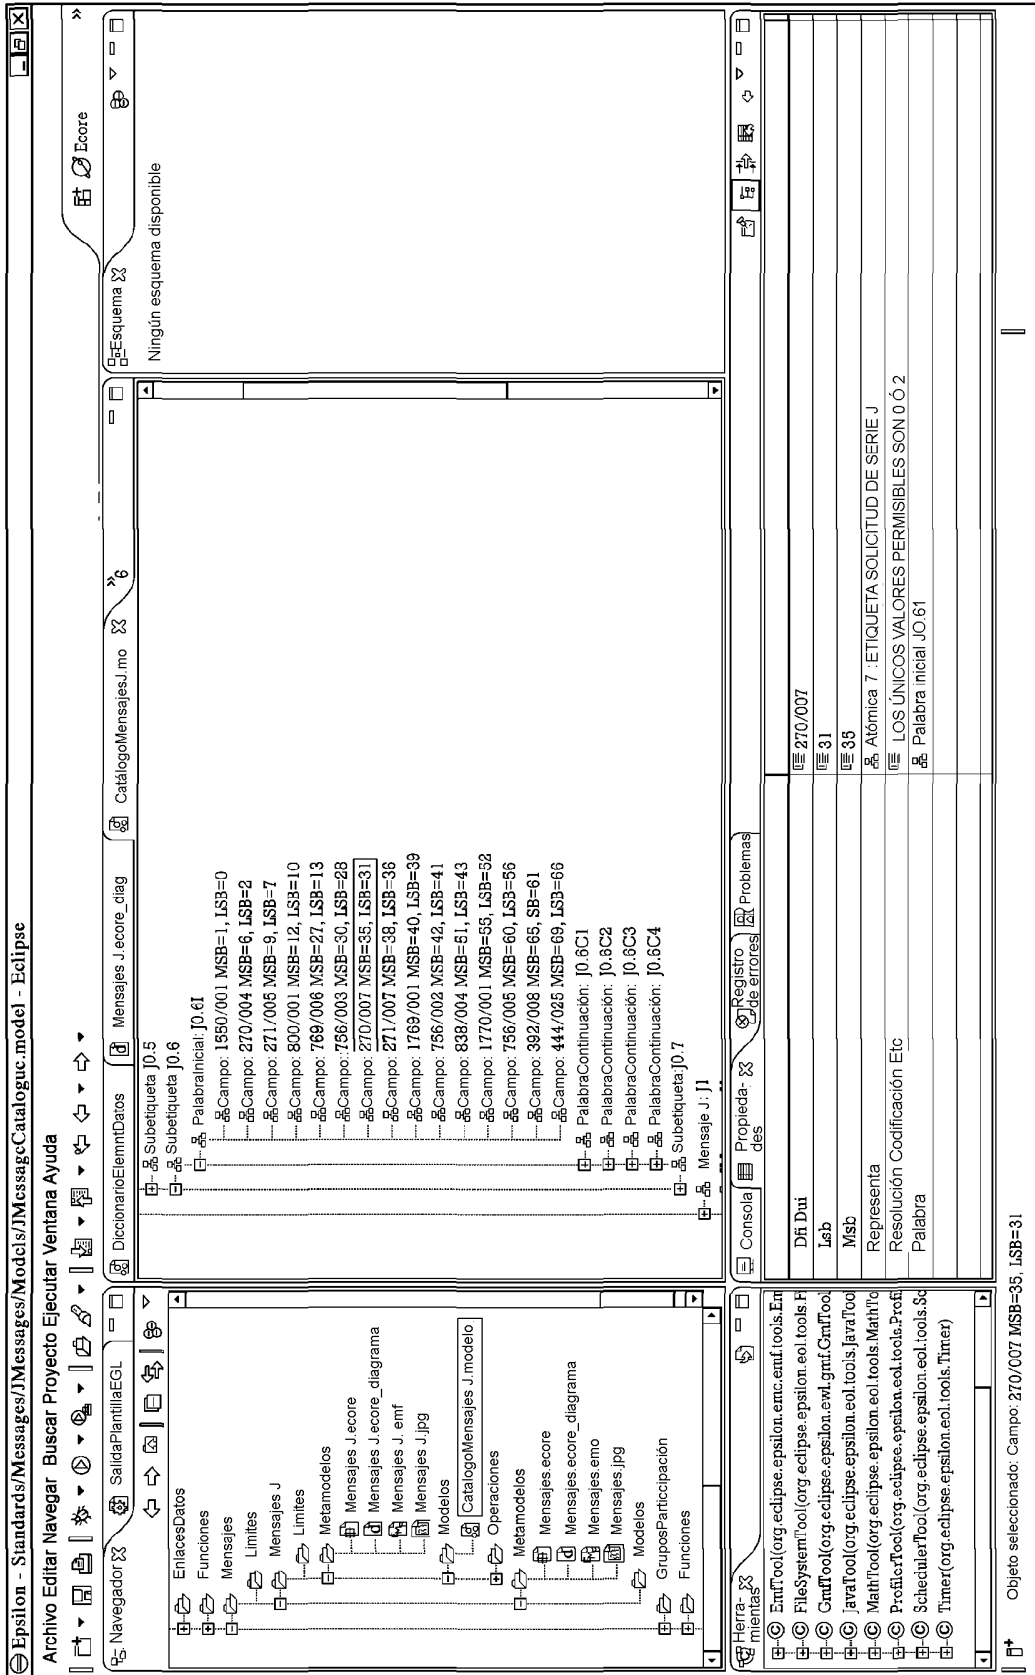 Epsilon - Standards/Messages/JMessages/Models/JMessageCatalogue.model - Eclipse
Archivo Editar Navegar Buscar Proyecto Ejecutar Ventana Ayuda
Ecore
Navegador
SalidaPlantillaEGL
EnlacesDatos
Funciones
Mensajes
Limites
Mensajes J
Limites
Metamodelos
Mensajes J.ecore
Mensajes J.ecore_diagrama
Mensajes J. emf
Mensajes J.jpg
Modelos
CatalogoMensajes J.modelo
Operaciones
Metamodelos
Mensajes.ecore
Mensajes.ecore_diagrama
Mensajes.emo
Mensajes.jpg
Modelos
GruposParticcipación
Funciones
DiccionarioElemntDatos
Mensajes J.ecore_diag
CatálogoMensajesJ.mo
»6
Subetiqueta J0.5
Subetiqueta J0.6
PalabraInicial: J0.6I
Campo: 1550/001 MSB=1, LSB=0
Campo: 270/004 MSB=6, LSB=2
Campo: 271/005 MSB=9, LSB=7
Campo: 800/001 MSB=12, LSB=10
Campo: 769/006 MSB=27, LSB=13
Campo::756/003 MSB=30, LSB=28
Campo: 270/007 MSB=35, LSB=31
Campo: 271/007 MSB=38, LSB=36
Campo: 1769/001 MSB=40, LSB=39
Campo: 756/002 MSB=42, LSB=41
Campo: 838/004 MSB=51, LSB=43
Campo: 1770/001 MSB=55, LSB=52
Campo: 756/005 MSB=60, LSB=56
Campo: 392/008 MSB=65, SB=61
Campo: 444/025 MSB=69, LSB=66
PalabraContinuación: J0.6C1
PalabraContinuación: J0.6C2
PalabraContinuación: J0.6C3
PalabraContinuación: J0.6C4
Subetiqueta:J0.7
Mensaje J: J1
Esquema
Ningún esquema disponible
Herra-
mientas
EmfTool(org.eclipse.epsilon.emc.emf.tools.Em
FileSystemTool(org.eclipse.epsilon.eol.tools.Fi
GmfTool(org.eclipse.epsilon.ewl.gmf.GmfTool
JavaTool(org.eclipse.epsilon.eol.tools.JavaTool
MathTool(org.eclipse.epsilon.eol.tools.MathTo
ProfilerTool(org.eclipse.epsilon.eol.tools.Profi
ScheculerTool(org.eclipse.epsilon.eol.tools.Sc
Timer(org.eclipse.epsilon.eol.tools.Timer)
Consola
Propieda-
des
Registro
de errores
Problemas
Dfi Dui 270/007
Lsb 31
Msb 35
Representa Atómica 7 : ETIQUETA SOLICITUD DE SERIE J
Resolución Codificación Etc LOS ÚNICOS VALORES PERMISIBLES SON 0 Ó 2
Palabra Palabra inicial JO.61
Objeto seleccionado: Campo: 270/007 MSB=35, LSB=31